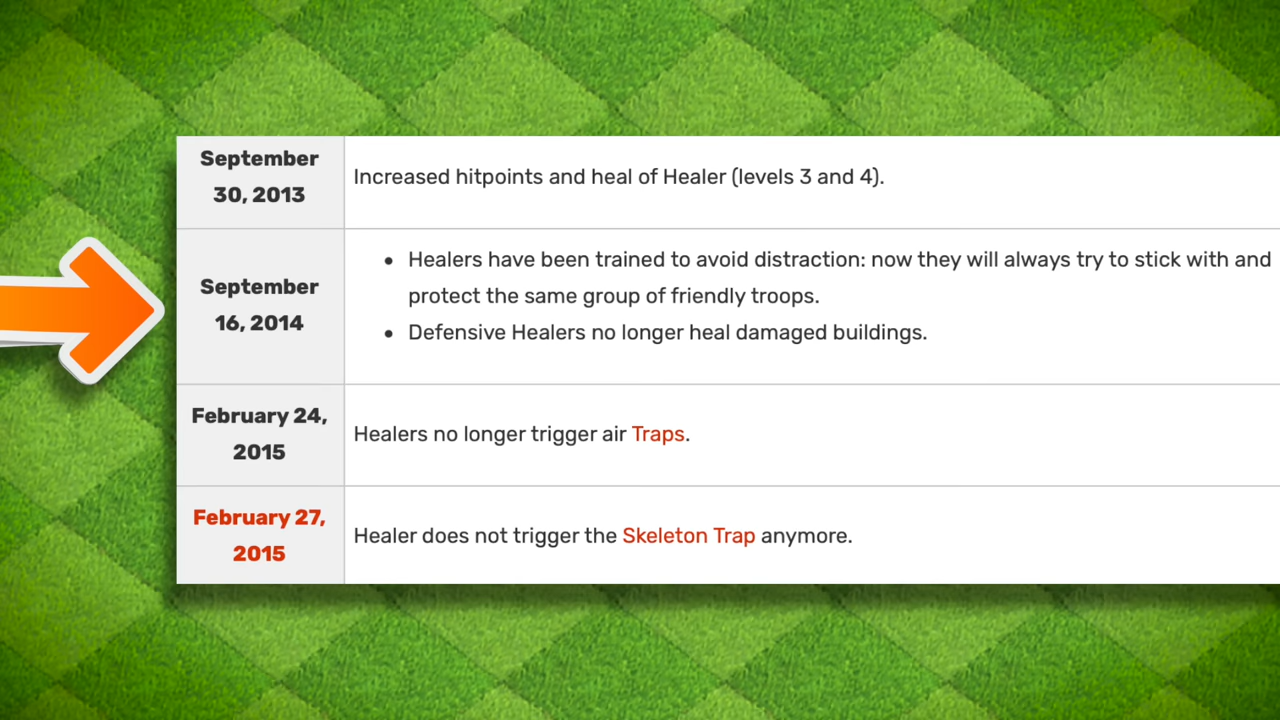 September
30, 2013
Increased hitpoints and heal of Healer (levels 3 and 4).
September
16, 2014
• Healers have been trained to avoid distraction: now they will always try to stick with and
protect the same group of friendly troops.
• Defensive Healers no longer heal damaged buildings.
February 24,
2015
Healers no longer trigger air Traps.
February 27,
2015
Healer does not trigger the Skeleton Trap anymore.